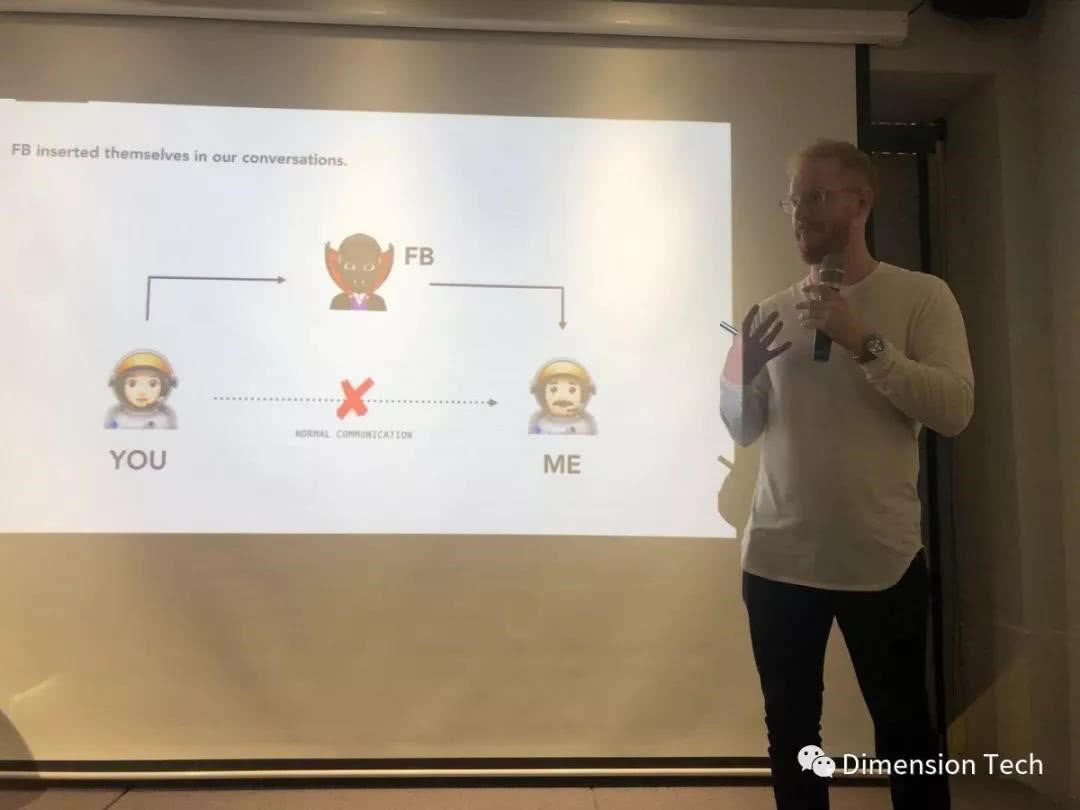 FB inserted themselves in our conversations.
FB
NORMAL COMMUNICATION
YOU
ME
Dimension Tech